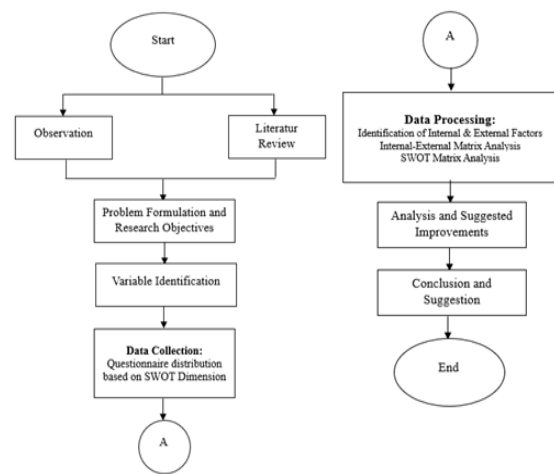 Start
Observation
Literatur
Review
Problem Formulation and
Research Objectives
Variable Identification
Data Collection:
Questionnaire distribution
based on SWOT Dimension
A
A
Data Processing:
Identification of Internal & External Factors
Internal-External Matrix Analysis
SWOT Matrix Analysis
Analysis and Suggested
Improvements
Conclusion and
Suggestion
End